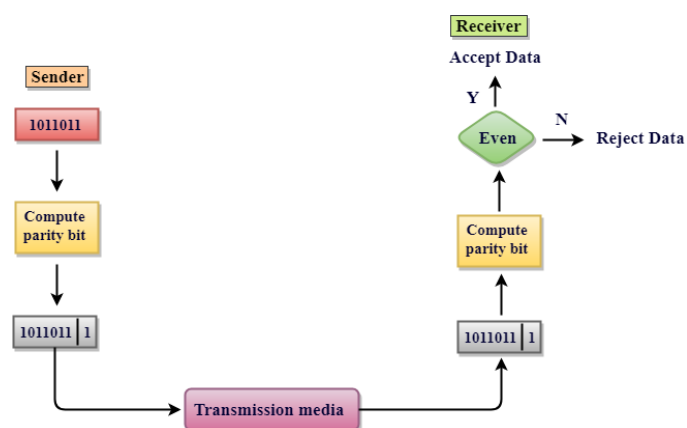 Sender
1011011
Compute
parity bit
1011011 | 1
Transmission media
1011011 | 1
Compute
parity bit
Even
Y
N
Accept Data
Reject Data
Receiver